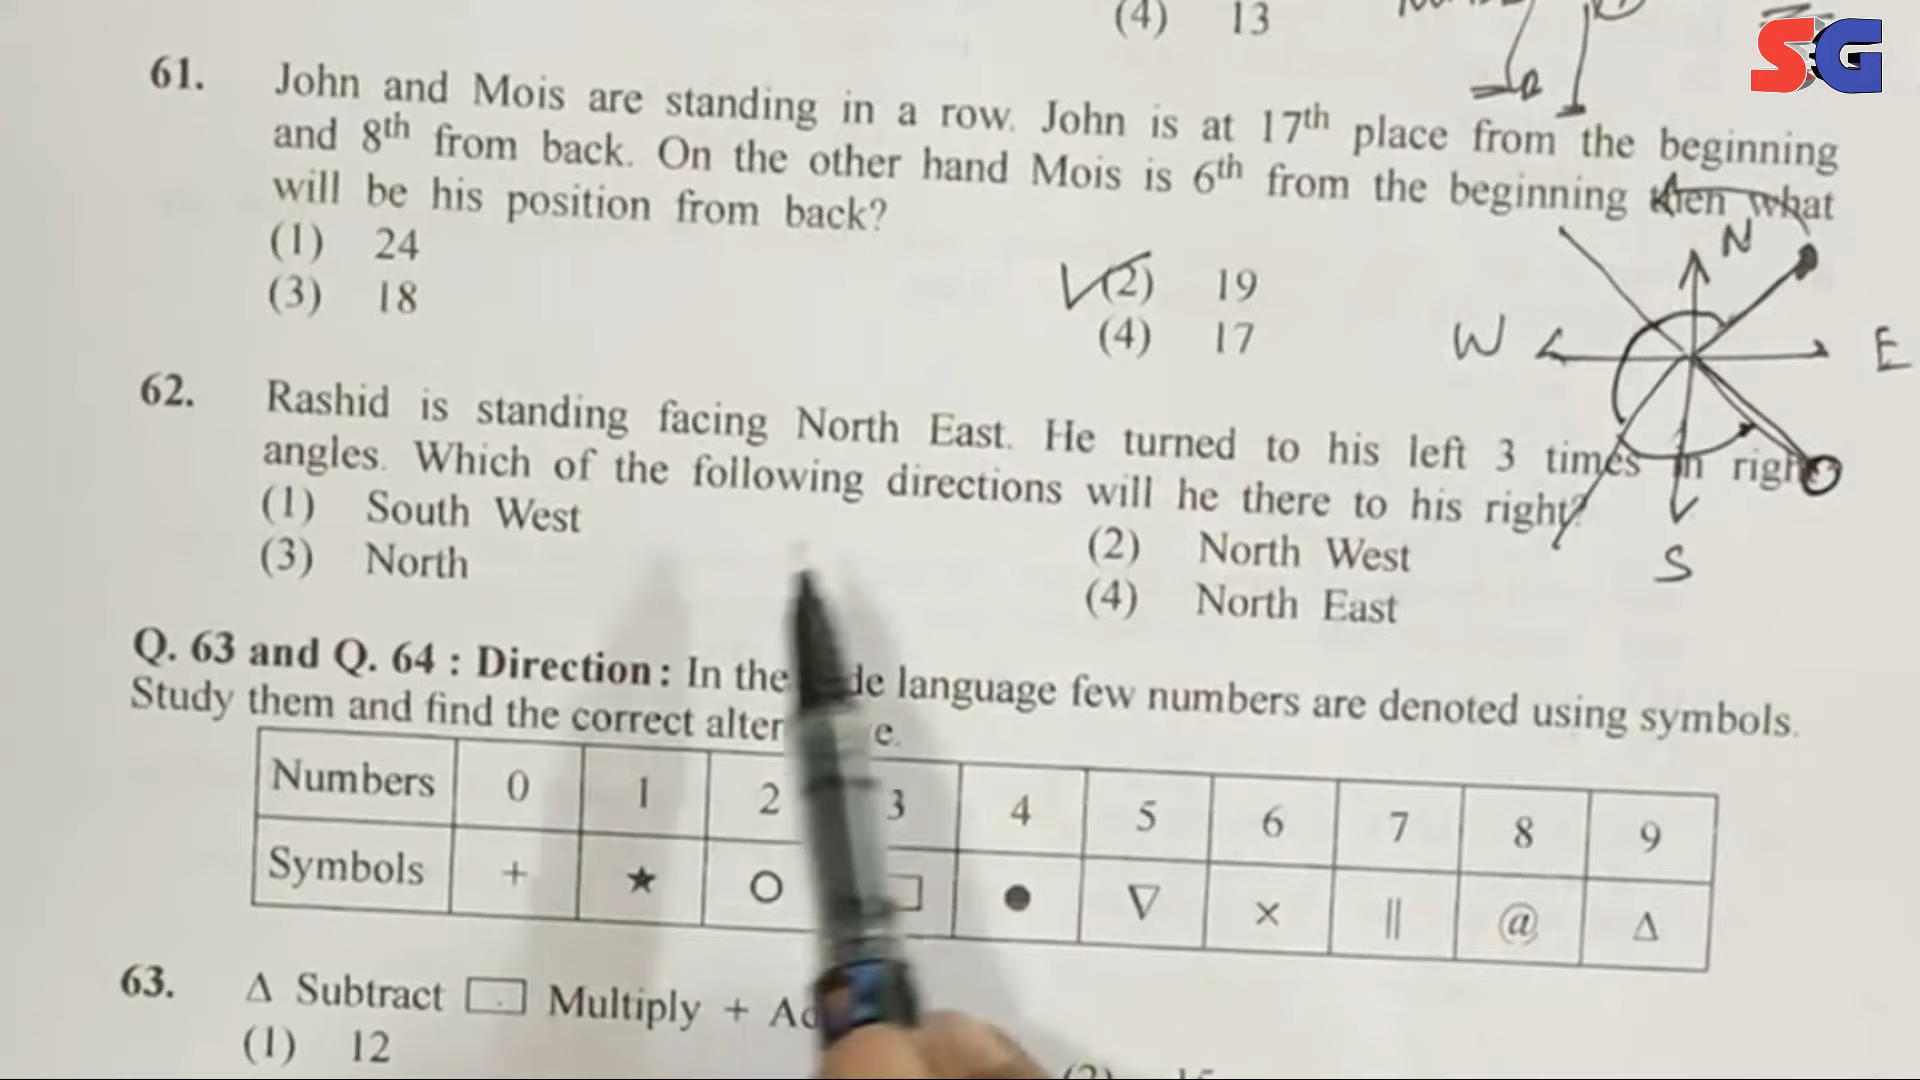 (4) 13
SG
61. John and Mois are standing in a row. John is at 17th place from the beginning
and 8th from back. On the other hand Mois is 6th from the beginning then what
will be his position from back?
(1) 24
(2) 19
(3) 18
(4) 17
N
W
E
S
62. Rashid is standing facing North East. He turned to his left 3 times in right
angles. Which of the following directions will he there to his right?
(1) South West
(2) North West
(3) North
(4) North East
Q. 63 and Q. 64 : Direction : In the language few numbers are denoted using symbols.
Study them and find the correct
Numbers 0 1 2 3 4 5 6 7 8 9
Symbols + ★ ○ □ ● ▽ × || @ Δ
63. Δ Subtract □ Multiply +
(1) 12